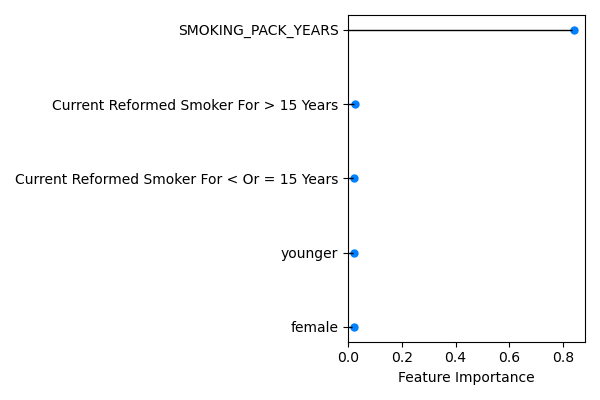 SMOKING_PACK_YEARS
Current Reformed Smoker For > 15 Years
Current Reformed Smoker For < Or = 15 Years
younger
female
0.0 0.2 0.4 0.6 0.8
Feature Importance